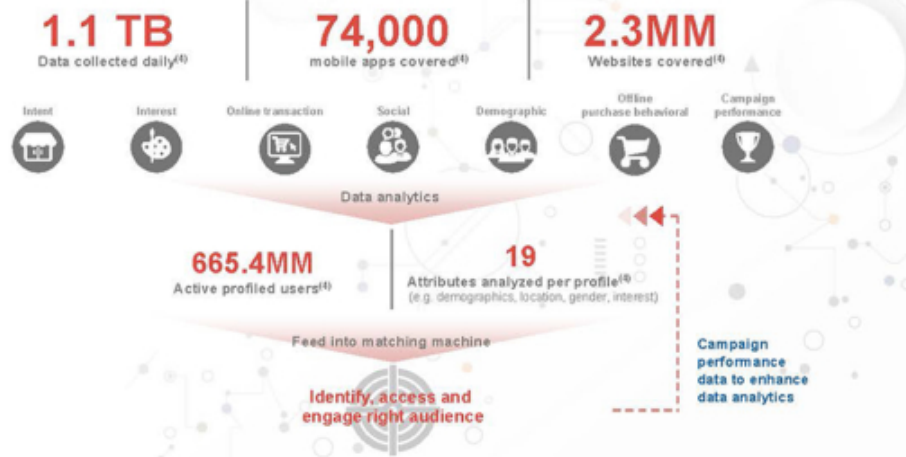 1.1 TB
Data collected daily(4)
74,000
mobile apps covered(4)
2.3MM
Websites covered(4)
Intent
Interest
Online transaction
Social
Demographic
Offline
purchase behavioral
Campaign
performance
Data analytics
665.4MM
Active profiled users(4)
19
Attributes analyzed per profile(4)
(e.g. demographics, location, gender, interest)
Feed into matching machine
Identify, access and
engage right audience
Campaign
performance
data to enhance
data analytics